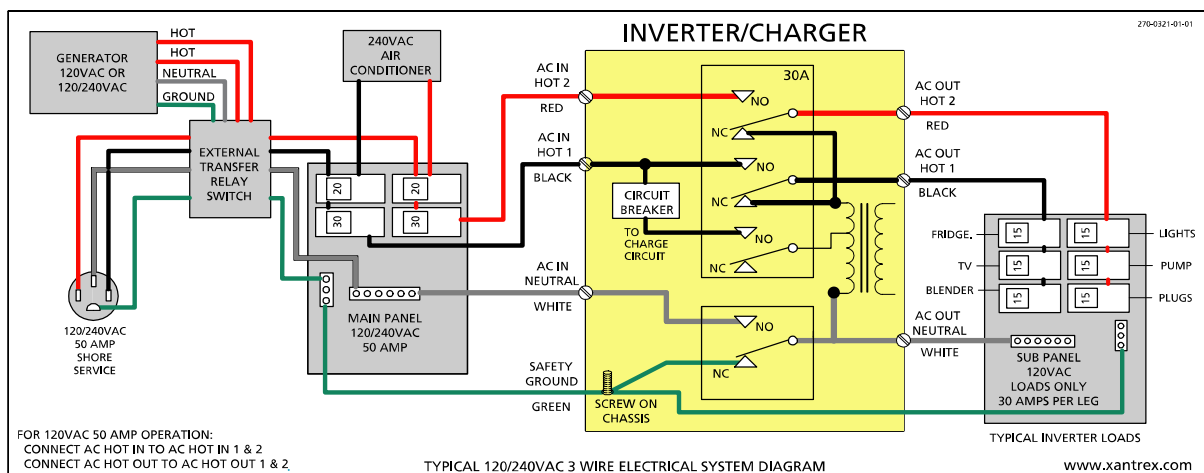 270-0321-01-01
INVERTER/CHARGER
GENERATOR
120VAC OR
120/240VAC
HOT
HOT
NEUTRAL
GROUND
240VAC
AIR
CONDITIONER
EXTERNAL
TRANSFER
RELAY
SWITCH
20
20
30
30
120/240VAC
50 AMP
SHORE
SERVICE
MAIN PANEL
120/240VAC
50 AMP
AC IN
HOT 2
RED
AC IN
HOT 1
BLACK
AC IN
NEUTRAL
WHITE
SAFETY
GROUND
GREEN
30A
NO
NC
NO
NC
NO
NC
CIRCUIT
BREAKER
TO
CHARGE
CIRCUIT
NO
NC
SCREW ON
CHASSIS
AC OUT
HOT 2
RED
AC OUT
HOT 1
BLACK
AC OUT
NEUTRAL
WHITE
FRIDGE.
15
15
LIGHTS
TV
15
15
PUMP
BLENDER
15
15
PLUGS
SUB PANEL
120VAC
LOADS ONLY
30 AMPS PER LEG
TYPICAL INVERTER LOADS
FOR 120VAC 50 AMP OPERATION:
CONNECT AC HOT IN TO AC HOT IN 1 & 2
CONNECT AC HOT OUT TO AC HOT OUT 1 & 2
TYPICAL 120/240VAC 3 WIRE ELECTRICAL SYSTEM DIAGRAM
www.xantrex.com